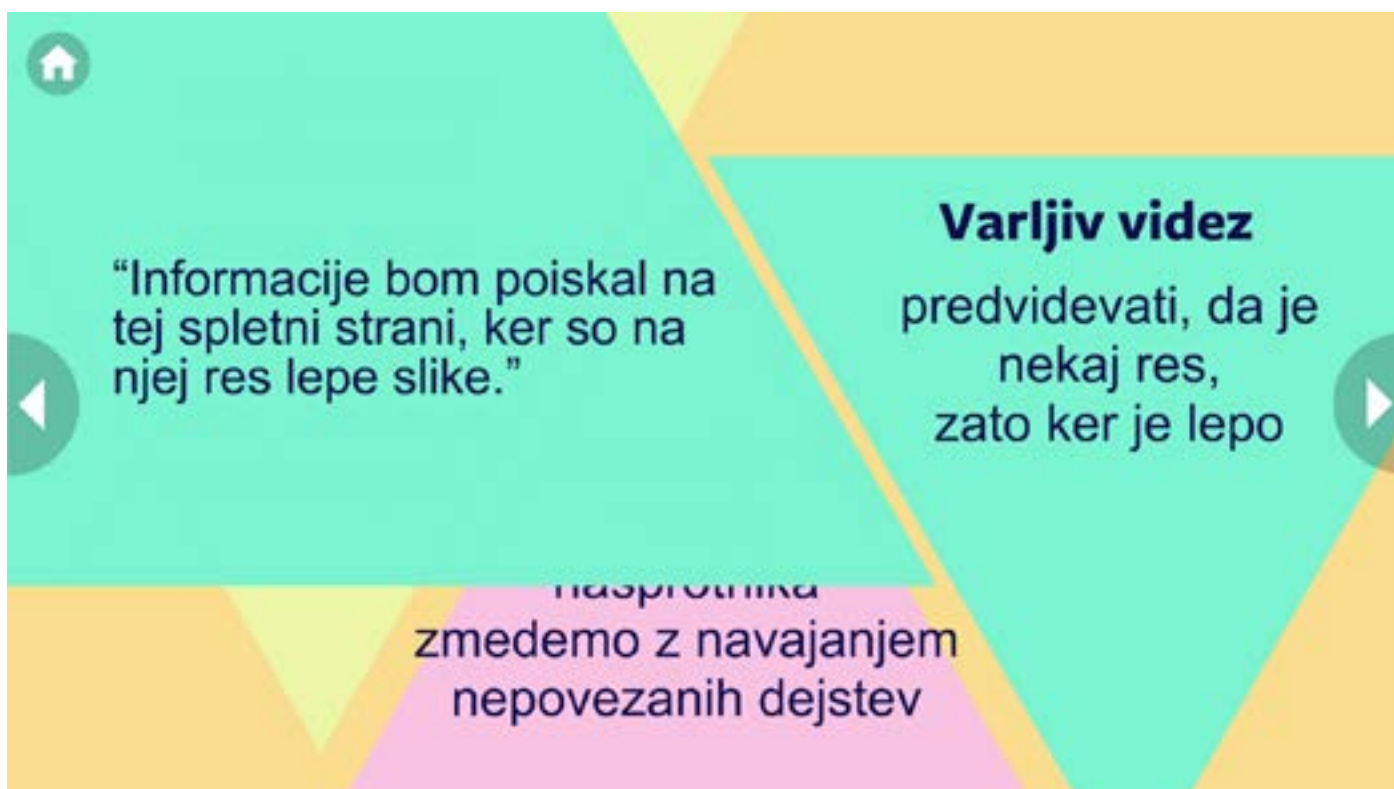 “Informacije bom poiskal na
tej spletni strani, ker so na
njej res lepe slike.”
Varljiv videz
predvidevati, da je
nekaj res,
zato ker je lepo
nasprotnika
zmedemo z navajanjem
nepovezanih dejstev